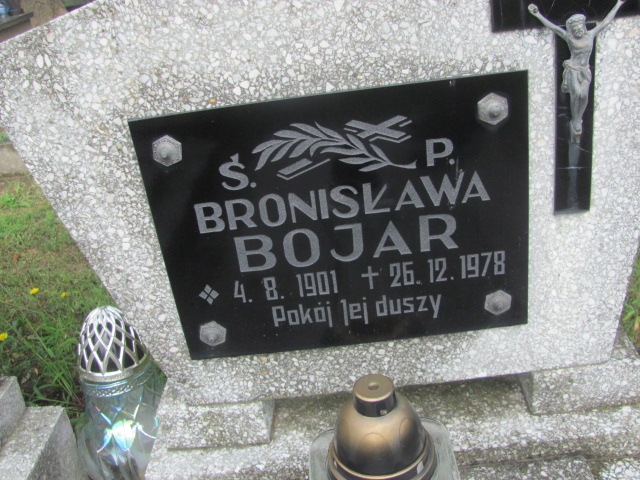 Ś. P.
BRONISŁAWA
BOJAR
4. 8. 1901 + 26. 12. 1978
Pokój Jej duszy